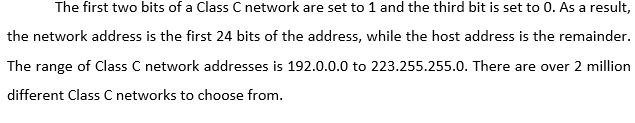 The first two bits of a Class C network are set to 1 and the third bit is set to 0. As a result,
the network address is the first 24 bits of the address, while the host address is the remainder.
The range of Class C network addresses is 192.0.0.0 to 223.255.255.0. There are over 2 million
different Class C networks to choose from.